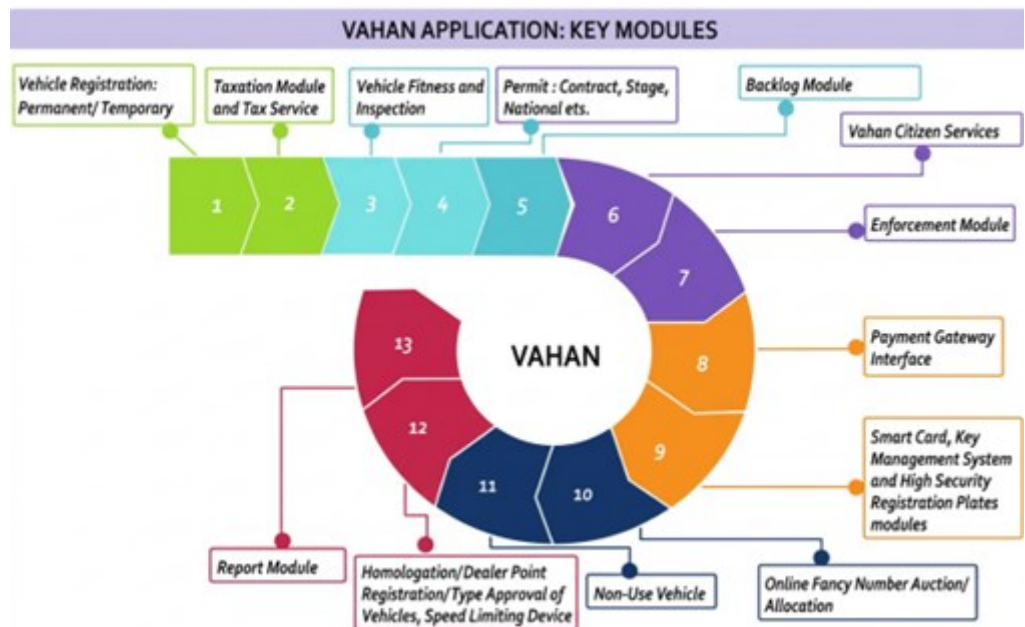 VAHAN APPLICATION: KEY MODULES
Vehicle Registration:
Permanent/ Temporary
Taxation Module
and Tax Service
Vehicle Fitness and
Inspection
Permit : Contract, Stage,
National ets.
Backlog Module
Vahan Citizen Services
1
2
3
4
5
6
Enforcement Module
7
VAHAN
Payment Gateway
Interface
8
13
12
9
Smart Card, Key
Management System
and High Security
Registration Plates
modules
11
10
Report Module
Homologation/Dealer Point
Registration/Type Approval of
Vehicles, Speed Limiting Device
Non-Use Vehicle
Online Fancy Number Auction/
Allocation